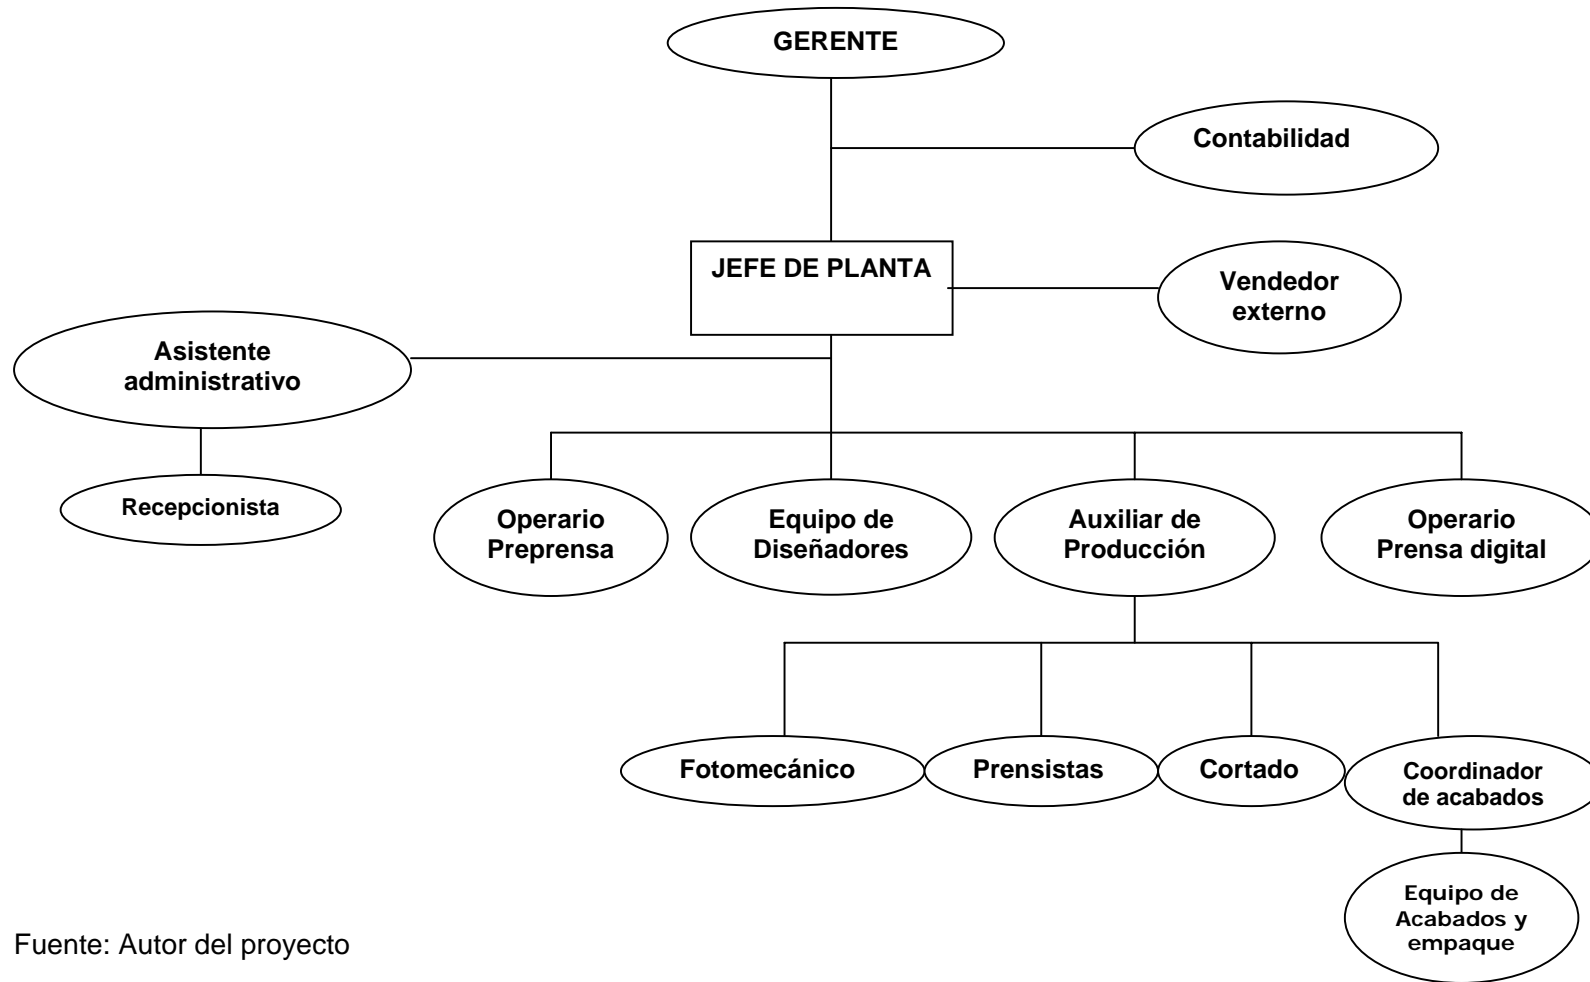 GERENTE
Contabilidad
JEFE DE PLANTA
Vendedor
externo
Asistente
administrativo
Recepcionista
Operario
Preprensa
Equipo de
Diseñadores
Auxiliar de
Producción
Operario
Prensa digital
Fotomecánico
Prensistas
Cortado
Coordinador
de acabados
Equipo de
Acabados y
empaque
Fuente: Autor del proyecto